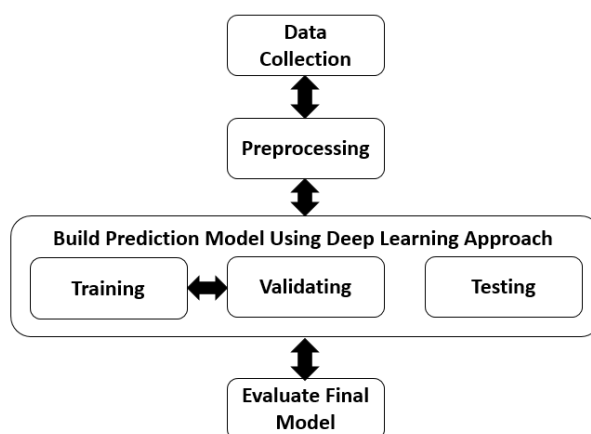 Data
Collection
Preprocessing
Build Prediction Model Using Deep Learning Approach
Training
Validating
Testing
Evaluate Final
Model